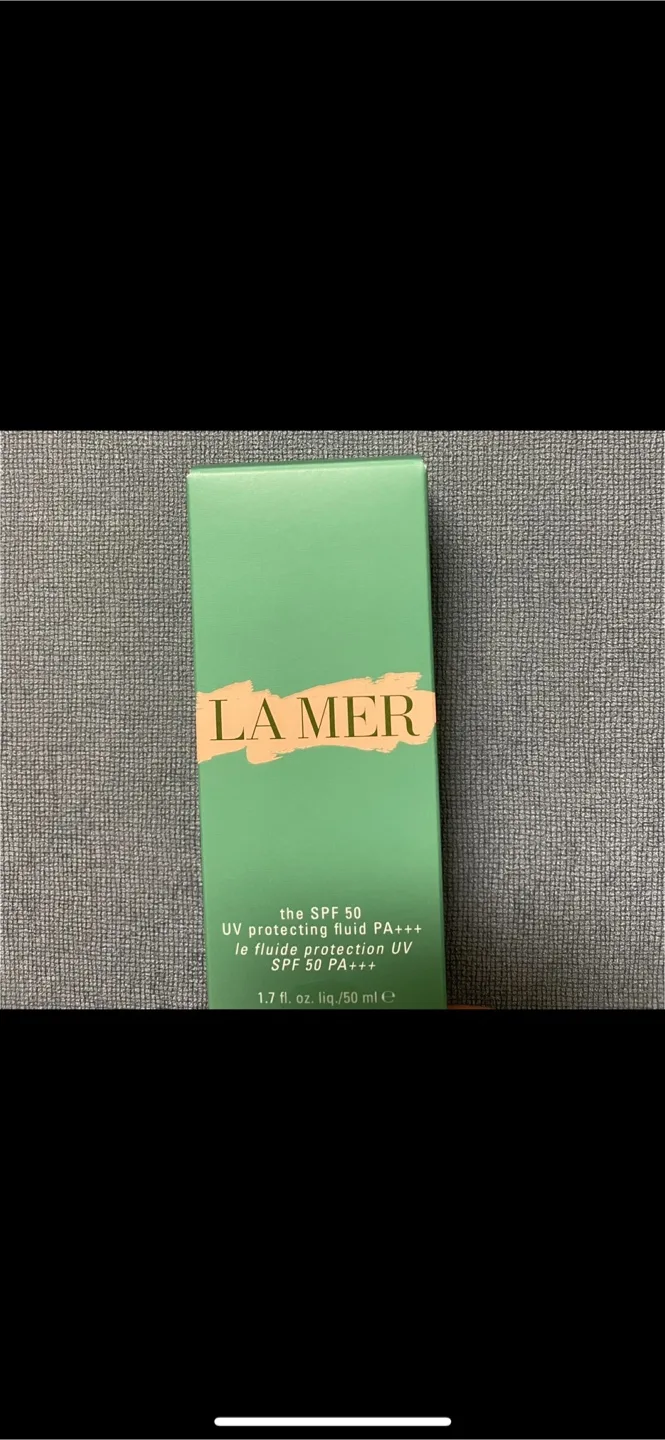 LA MER
the SPF 50
UV protecting fluid PA+++
le fluide protection UV
SPF 50 PA+++
1.7 fl. oz. liq./50 ml ℮